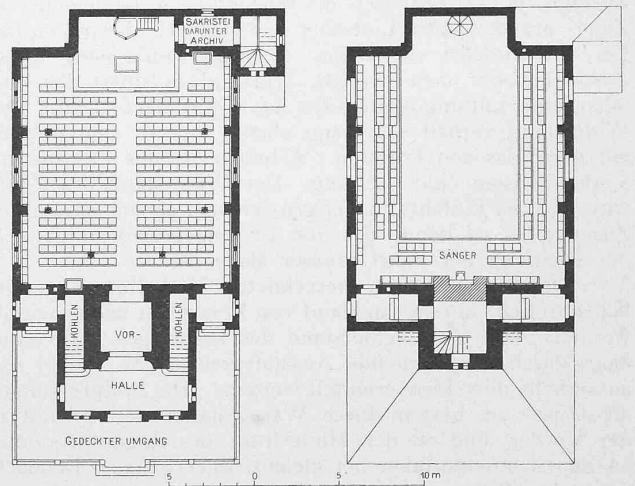 SAKRISTEI
DARUNTER
ARCHIV
SÄNGER
KOHLEN
VOR-
KOHLEN
HALLE
GEDECKTER UMGANG
5 0 5 10 m